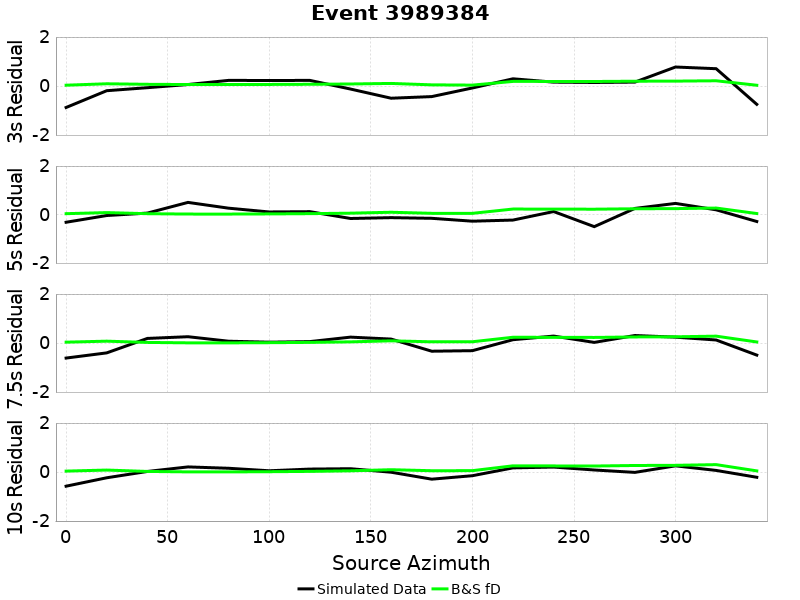 Event 3989384
3s Residual
2
0
-2
5s Residual
2
0
-2
7.5s Residual
2
0
-2
10s Residual
2
0
-2
0 50 100 150 200 250 300
Source Azimuth
Simulated Data B&S fD